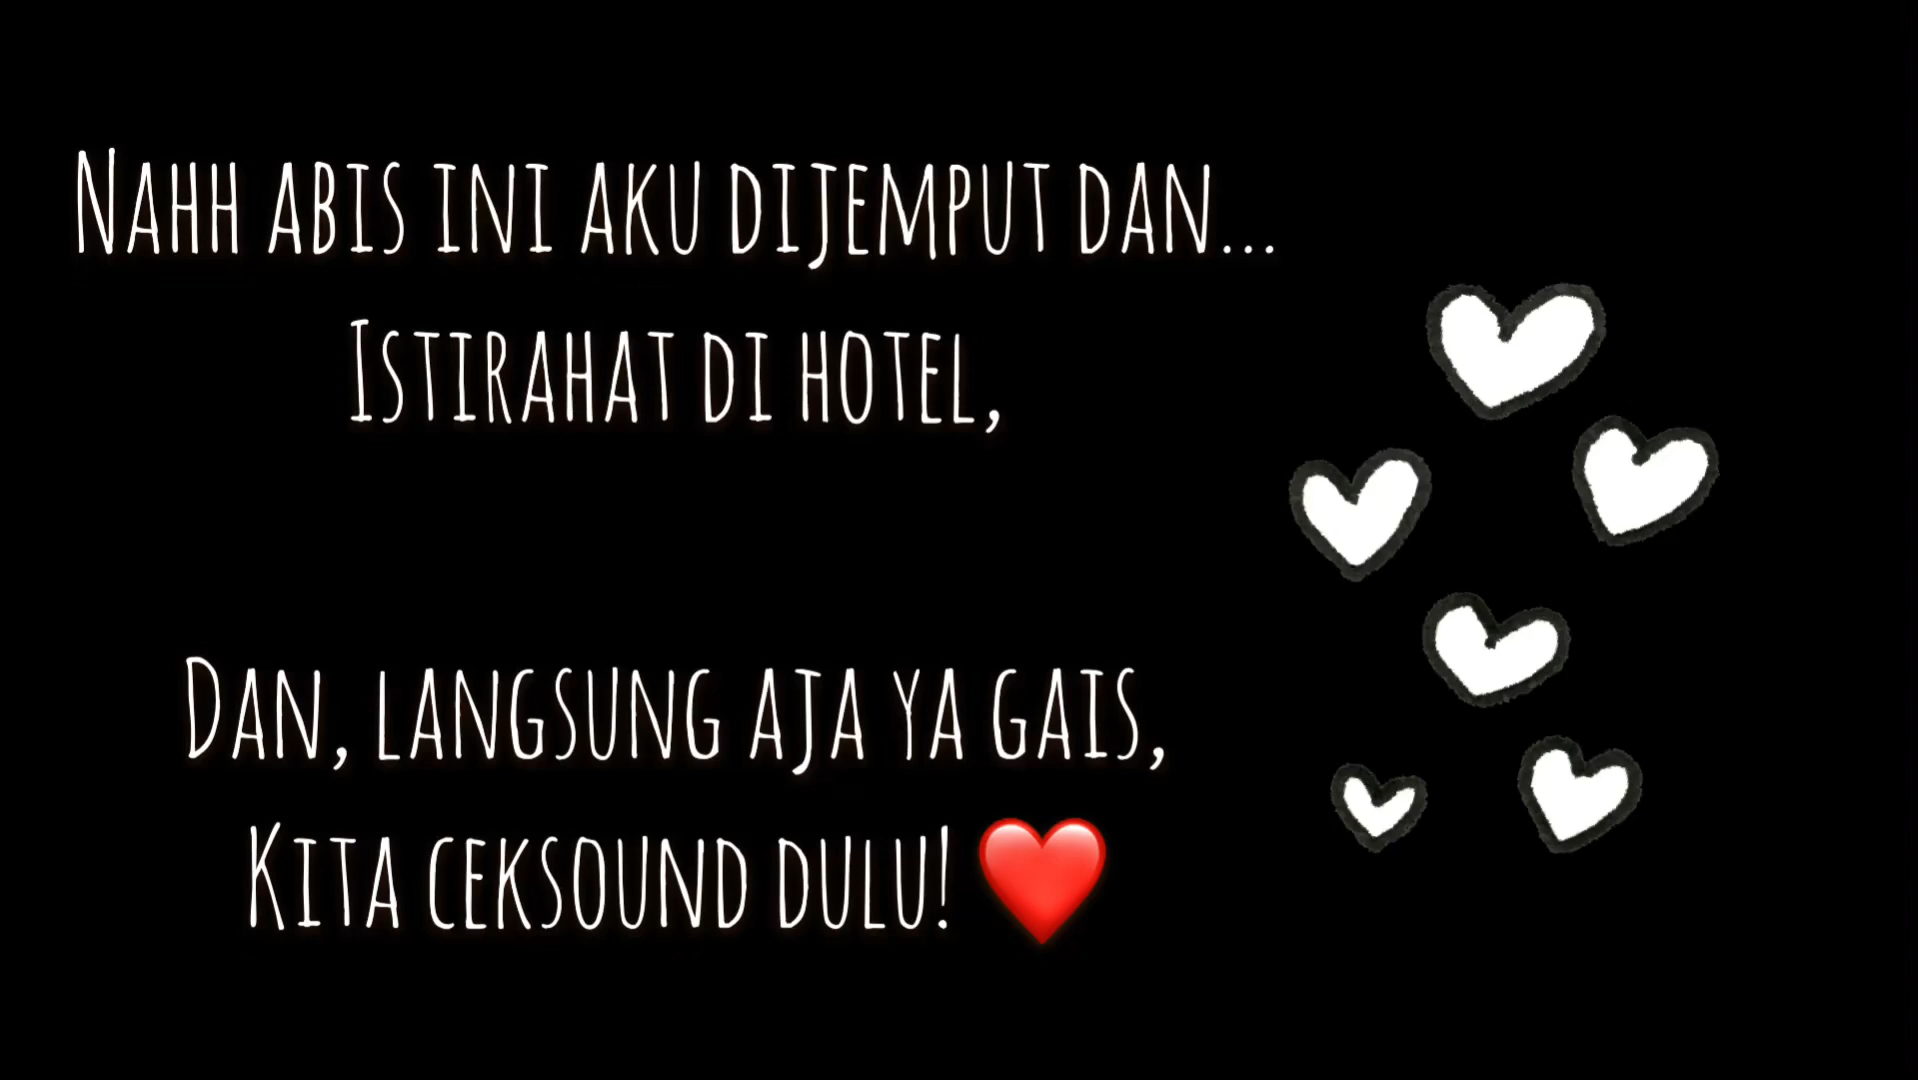 Nahh abis ini aku dijemput dan...
Istirahat di hotel,
Dan, langsung aja ya gais,
Kita ceksound dulu! ❤️